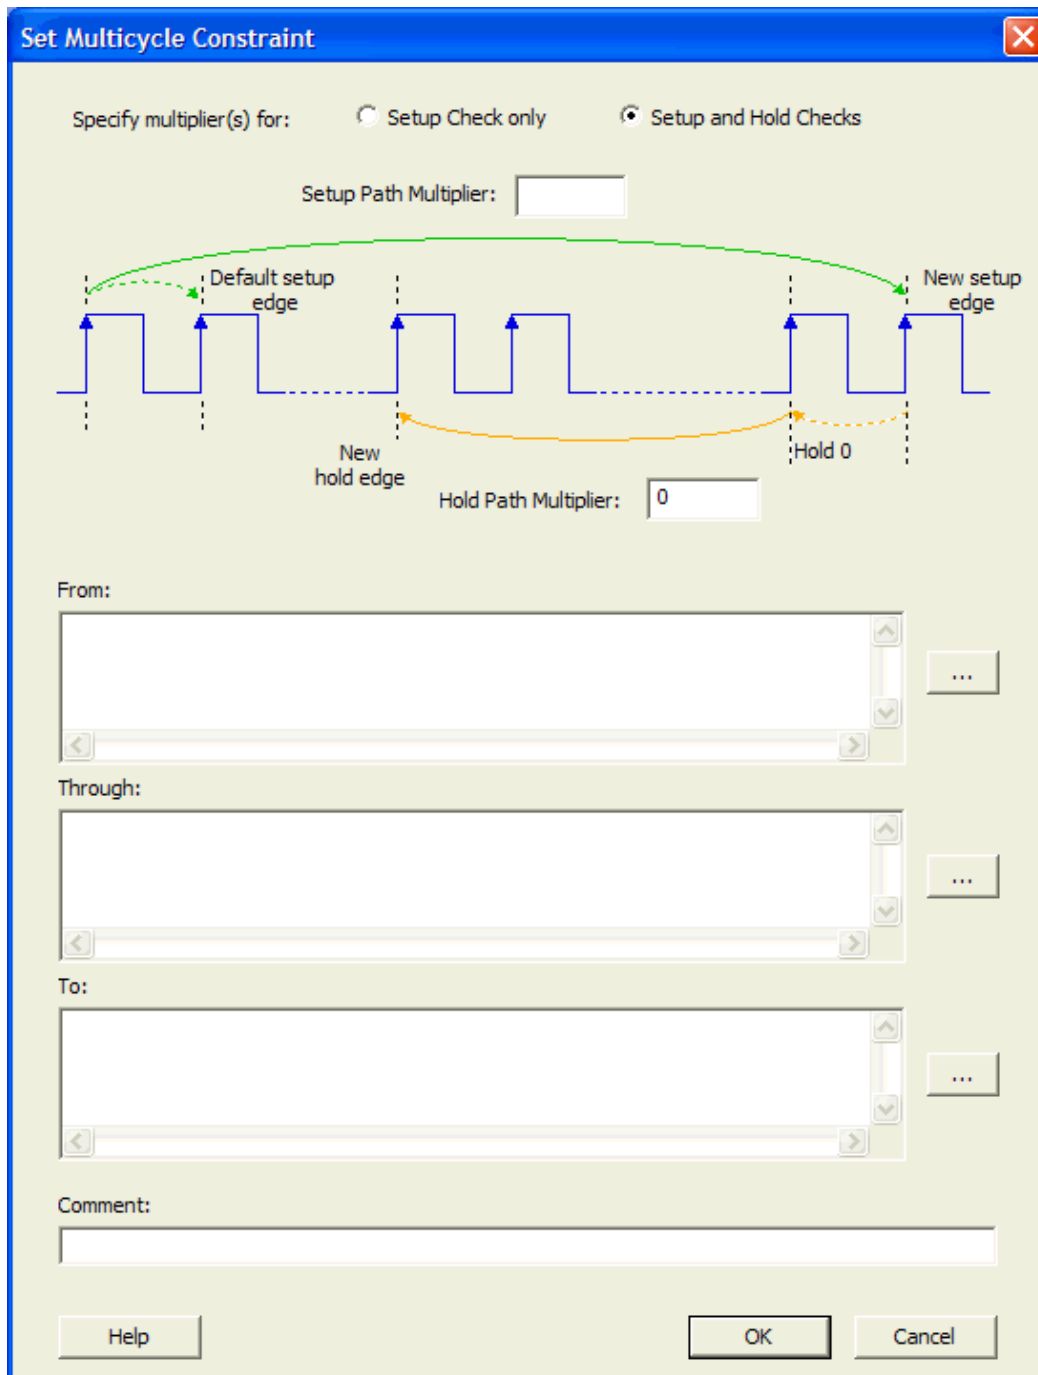 Set Multicycle Constraint
Specify multiplier(s) for:
Setup Check only
Setup and Hold Checks
Setup Path Multiplier:
Default setup
edge
New setup
edge
New
hold edge
Hold 0
Hold Path Multiplier:
0
From:
...
Through:
...
To:
...
Comment:
Help
OK
Cancel